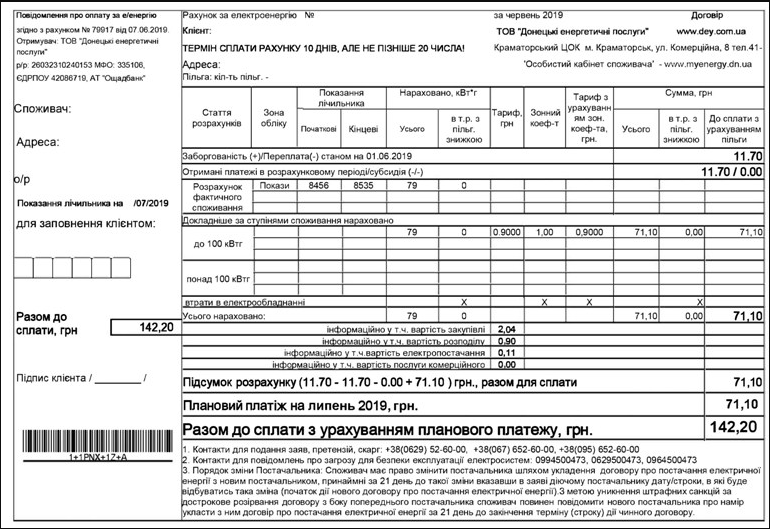 Повідомлення про оплату за е/енергію
згідно з рахунком № 79917 від 07.06.2019.
Отримувач: ТОВ "Донецькі енергетичні
послуги"
р/р: 26032310240153 МФО: 335106,
ЄДРПОУ 42086719, АТ "Ощадбанк"
Споживач:
Адреса:
о/р
Показання лічильника на /07/2019
для заповнення клієнтом:
Разом до
сплати, грн 142,20
Підпис клієнта / ________ /
1+1PNX+1Z+A
Рахунок за електроенергію № за червень 2019 Договір
Клієнт: ТОВ "Донецькі енергетичні послуги" www.dey.com.ua
ТЕРМІН СПЛАТИ РАХУНКУ 10 ДНІВ, АЛЕ НЕ ПІЗНІШЕ 20 ЧИСЛА! Краматорський ЦОК м. Краматорськ, ул. Комерційна, 8 тел.41-
Адреса: 'Особистий кабінет споживача' - www.myenergy.dn.ua
Пільга: кіл-ть пільг. -
Стаття розрахунків Зона обліку Показання лічильника Початкові Кінцеві Нараховано, кВт*г Усього в т.р. з пільг. знижкою Тариф, грн Зонний коеф-т Тариф з урахуван ням зон. коеф-та, грн. Сумма, грн Усього в т.р. з пільг. знижкою До сплати з урахуванням пільги
Заборгованість (+)/Переплата(-) станом на 01.06.2019 11.70
Отримані платежі в розрахунковому періоді/субсидія (-/-) 11.70 / 0.00
Розрахунок фактичного споживання Покази 8456 8535 79 0
Докладніше за ступінями споживання нараховано
до 100 кВтг 79 0 0.9000 1,00 0,9000 71,10 0,00 71,10
понад 100 кВтг
втрати в електрообладнанні X X X X
Усього нараховано: 79 0 71,10 0,00 71,10
інформаційно у т.ч. вартість закупівлі 2,04
інформаційно у т.ч. вартість розподілу 0.90
інформаційно у т.ч.вартість електропостачання 0,11
інформаційно у т.ч. вартість послуги комерційного 0.00
Підсумок розрахунку (11.70 - 11.70 - 0.00 + 71.10 ) грн., разом для сплати 71,10
Плановий платіж на липень 2019, грн. 71,10
Разом до сплати з урахуванням планового платежу, грн. 142,20
1. Контакти для подання заяв, претензій, скарг: +38(0629) 52-60-00, +38(067) 652-60-00, +38(095) 652-60-00
2. Контакти для повідомлень про загрозу для безпеки експлуатації електросистем: 0994500473, 0629500473, 0964500473
3. Порядок зміни Постачальника: Споживач має право змінити постачальника шляхом укладення договору про постачання електричної
енергії з новим постачальником, принаймні за 21 день до такої зміни вказавши в заяві діючому постачальнику дату/строки, в які буде
відбуватись така зміна (початок дії нового договору про постачання електричної енергії).З метою уникнення штрафних санкцій за
дострокове розірвання договору з боку попереднього постачальника споживач повинен повідомити нового постачальника про намір
укласти з ним договір про постачання електричної енергії за 21 день до закінчення терміну (строку) дії чинного договору.